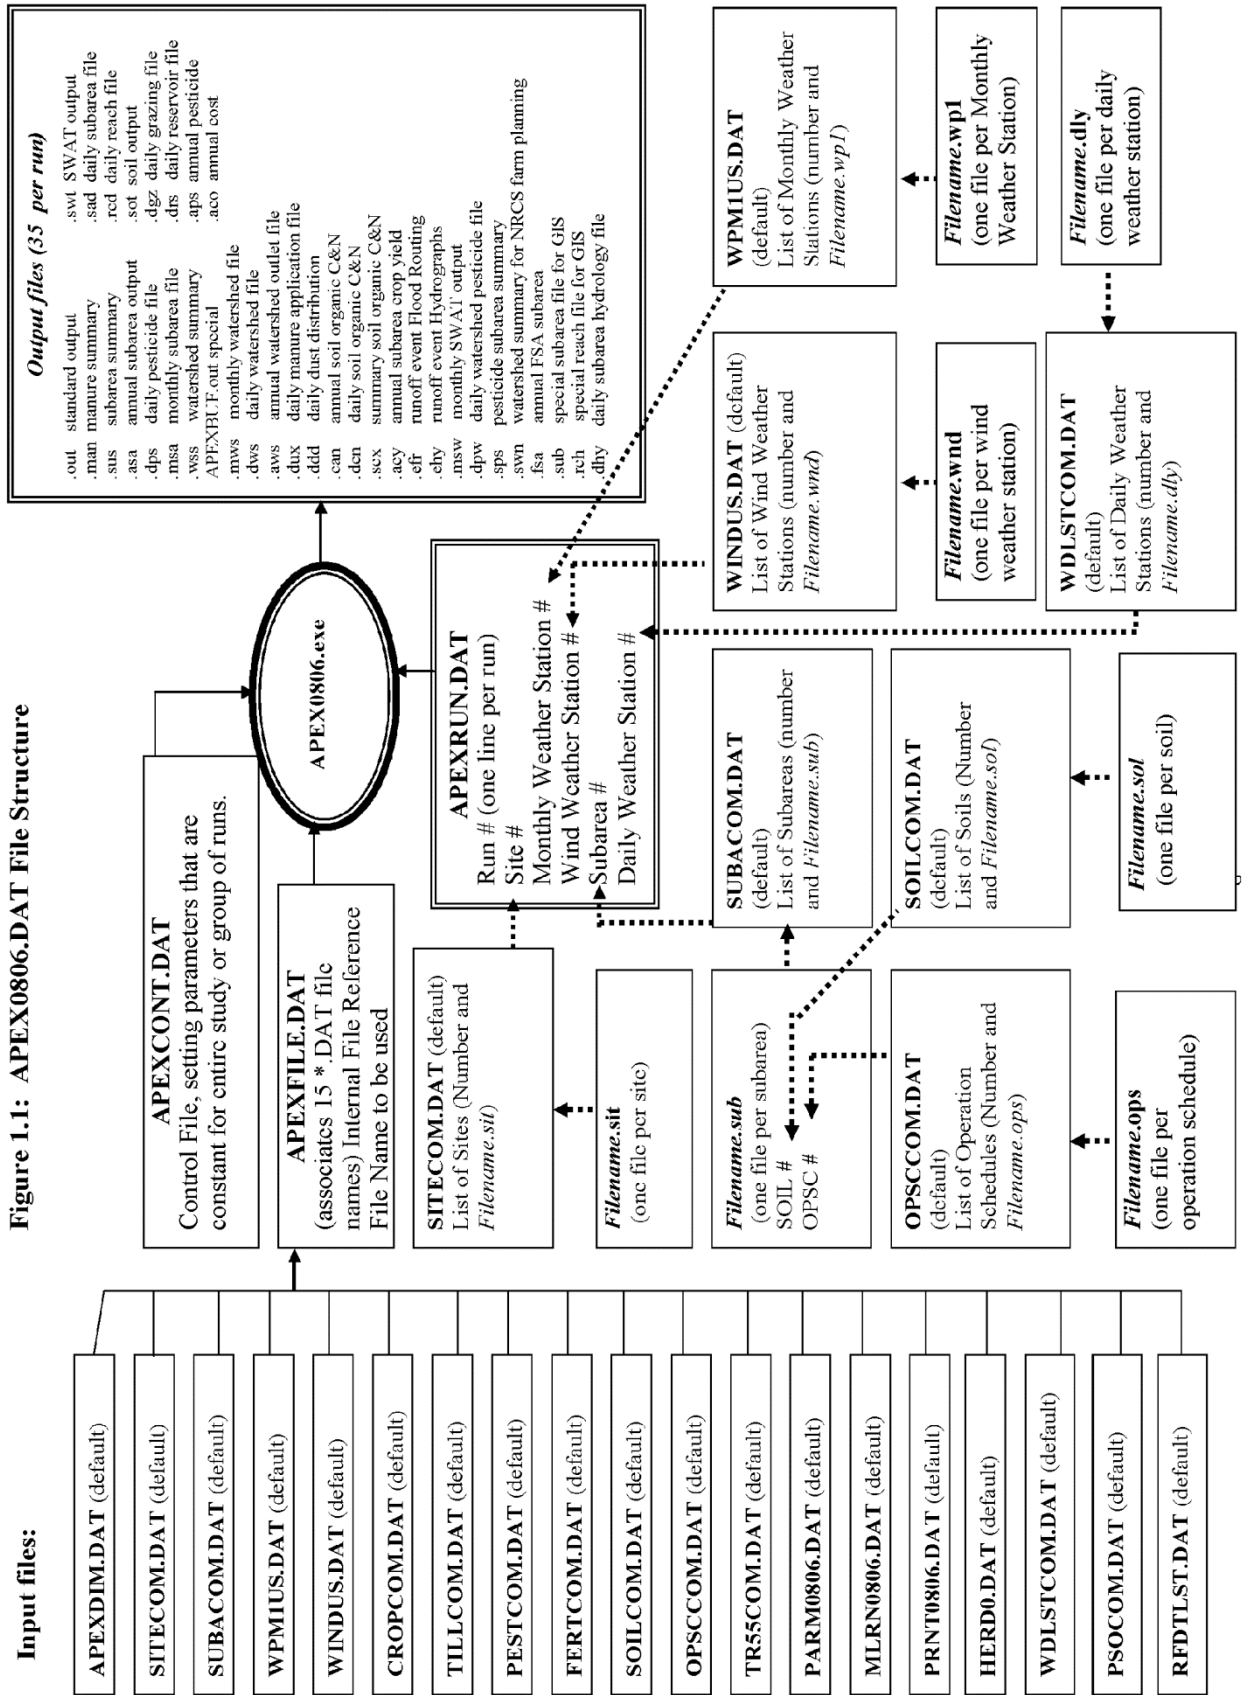 Figure 1.1: APEX0806.DAT File Structure
Input files:
APEXDIM.DAT (default)
SITECOM.DAT (default)
SUBACOM.DAT (default)
WPM1US.DAT (default)
WINDUS.DAT (default)
CROPCOM.DAT (default)
TILLCOM.DAT (default)
PESTCOM.DAT (default)
FERTCOM.DAT (default)
SOILCOM.DAT (default)
OPSCCOM.DAT (default)
TR55COM.DAT (default)
PARM0806.DAT (default)
MLRN0806.DAT (default)
PRNT0806.DAT (default)
HERD0.DAT (default)
WDLSTCOM.DAT (default)
PSOCOM.DAT (default)
RFDTLST.DAT (default)
APEXCONT.DAT
Control File, setting parameters that are
constant for entire study or group of runs.
APEXFILE.DAT
(associates 15 *.DAT file
names) Internal File Reference
File Name to be used
SITECOM.DAT (default)
List of Sites (Number and
Filename.sit)
Filename.sit
(one file per site)
Filename.sub
(one file per subarea)
SOIL #
OPSC #
OPSCCOM.DAT
(default)
List of Operation
Schedules (Number and
Filename.ops)
Filename.ops
(one file per
operation schedule)
APEX0806.exe
APEXRUN.DAT
Run # (one line per run)
Site #
Monthly Weather Station #
Wind Weather Station #
Subarea #
Daily Weather Station #
SUBACOM.DAT
(default)
List of Subareas (number
and Filename.sub)
SOILCOM.DAT
(default)
List of Soils (Number
and Filename.sol)
Filename.sol
(one file per soil)
Output files (35 per run)
.out standard output
.man manure summary
.sus subarea summary
.asa annual subarea output
.dps daily pesticide file
.msa monthly subarea file
.wss watershed summary
APEXBUF.out special
.mws monthly watershed file
.dws daily watershed file
.aws annual watershed outlet file
.dux daily manure application file
.ddd daily dust distribution
.can annual soil organic C&N
.dcn daily soil organic C&N
.scx summary soil organic C&N
.acy annual subarea crop yield
.efr runoff event Flood Routing
.ehy runoff event Hydrographs
.msw monthly SWAT output
.dpw daily watershed pesticide file
.sps pesticide subarea summary
.swn watershed summary for NRCS farm planning
.fsa annual FSA subarea
.sub special subarea file for GIS
.rch special reach file for GIS
.dhy daily subarea hydrology file
.swt SWAT output
.sad daily subarea file
.rcd daily reach file
.sot soil output
.dgz daily grazing file
.drs daily reservoir file
.aps annual pesticide
.aco annual cost
WINDUS.DAT (default)
List of Wind Weather
Stations (number and
Filename.wnd)
Filename.wnd
(one file per wind
weather station)
WDLSTCOM.DAT
(default)
List of Daily Weather
Stations (number and
Filename.dly)
WPM1US.DAT
(default)
List of Monthly Weather
Stations (number and
Filename.wp1)
Filename.wp1
(one file per Monthly
Weather Station)
Filename.dly
(one file per daily
weather station)